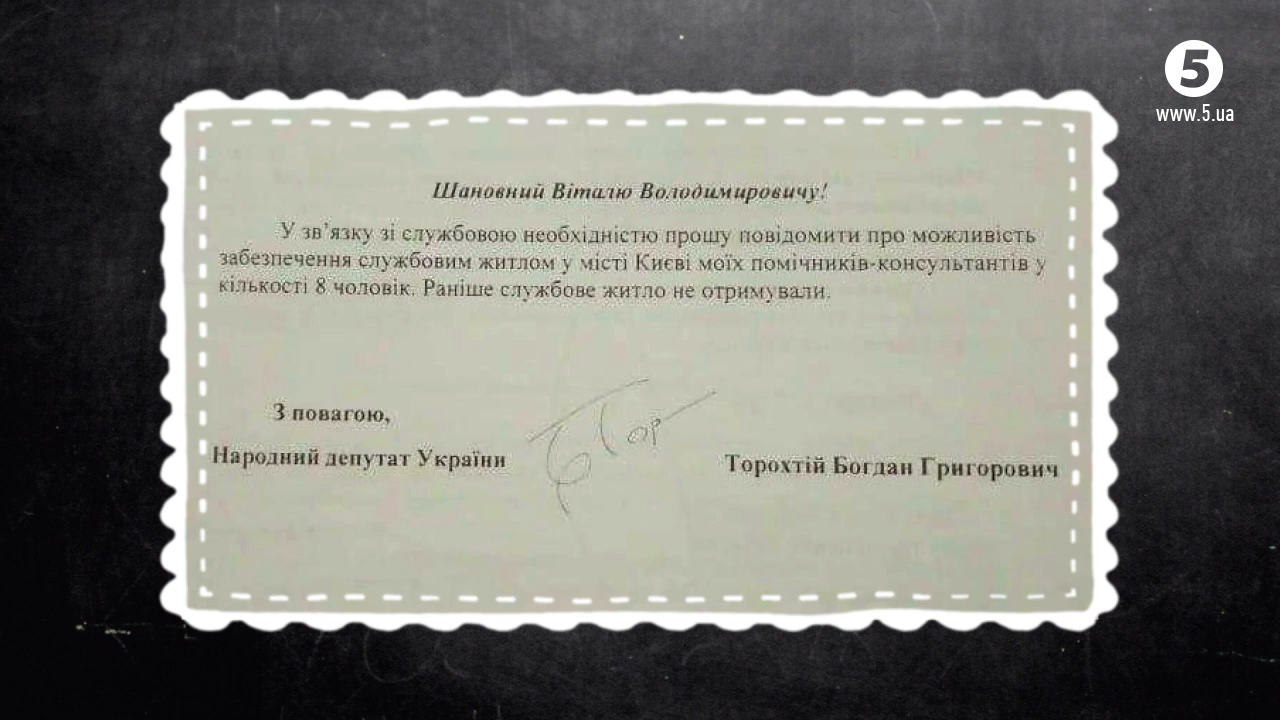 5
www.5.ua
Шановний Віталю Володимировичу!
У зв’язку зі службовою необхідністю прошу повідомити про можливість
забезпечення службовим житлом у місті Києві моїх помічників-консультантів у
кількості 8 чоловік. Раніше службове житло не отримували.
З повагою,
Народний депутат України
Торохтій Богдан Григорович